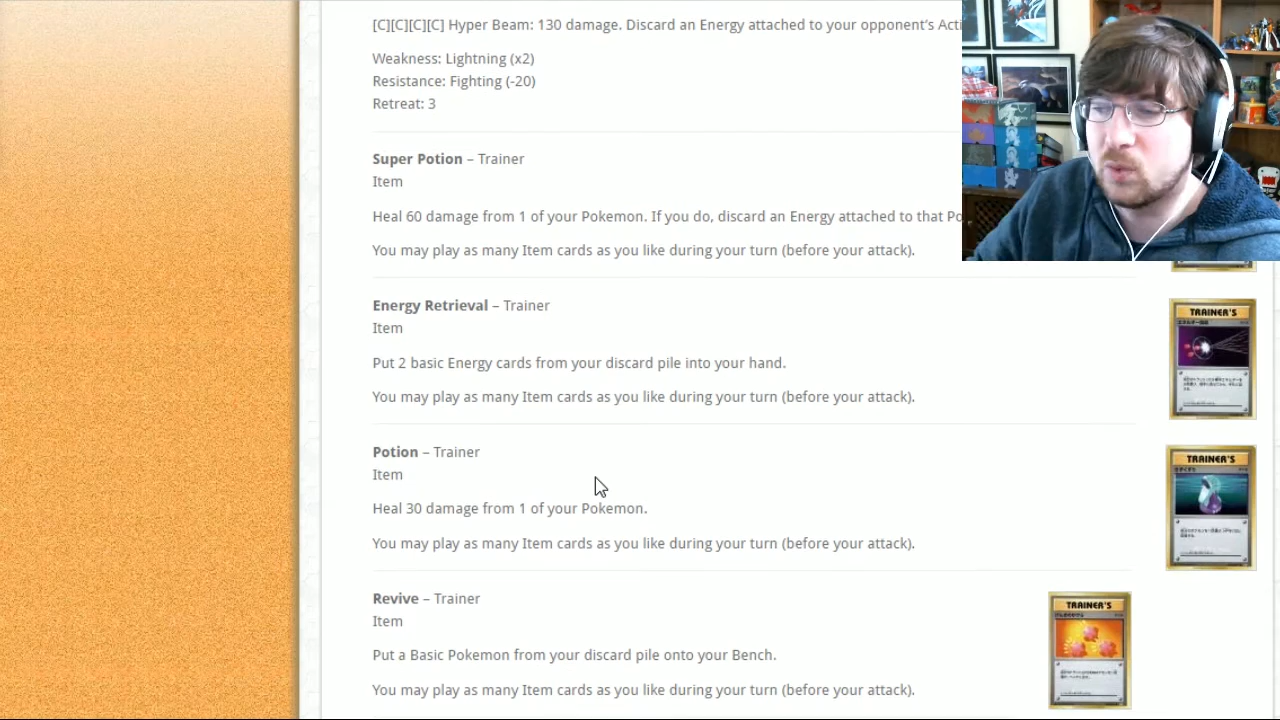 [C][C][C][C] Hyper Beam: 130 damage. Discard an Energy attached to your opponent's Acti
Weakness: Lightning (x2)
Resistance: Fighting (-20)
Retreat: 3
Super Potion – Trainer
Item
Heal 60 damage from 1 of your Pokemon. If you do, discard an Energy attached to that Po
You may play as many Item cards as you like during your turn (before your attack).
Energy Retrieval – Trainer
Item
Put 2 basic Energy cards from your discard pile into your hand.
You may play as many Item cards as you like during your turn (before your attack).
TRAINER'S
Potion – Trainer
Item
Heal 30 damage from 1 of your Pokemon.
You may play as many Item cards as you like during your turn (before your attack).
TRAINER'S
Revive – Trainer
Item
Put a Basic Pokemon from your discard pile onto your Bench.
You may play as many Item cards as you like during your turn (before your attack).
TRAINER'S